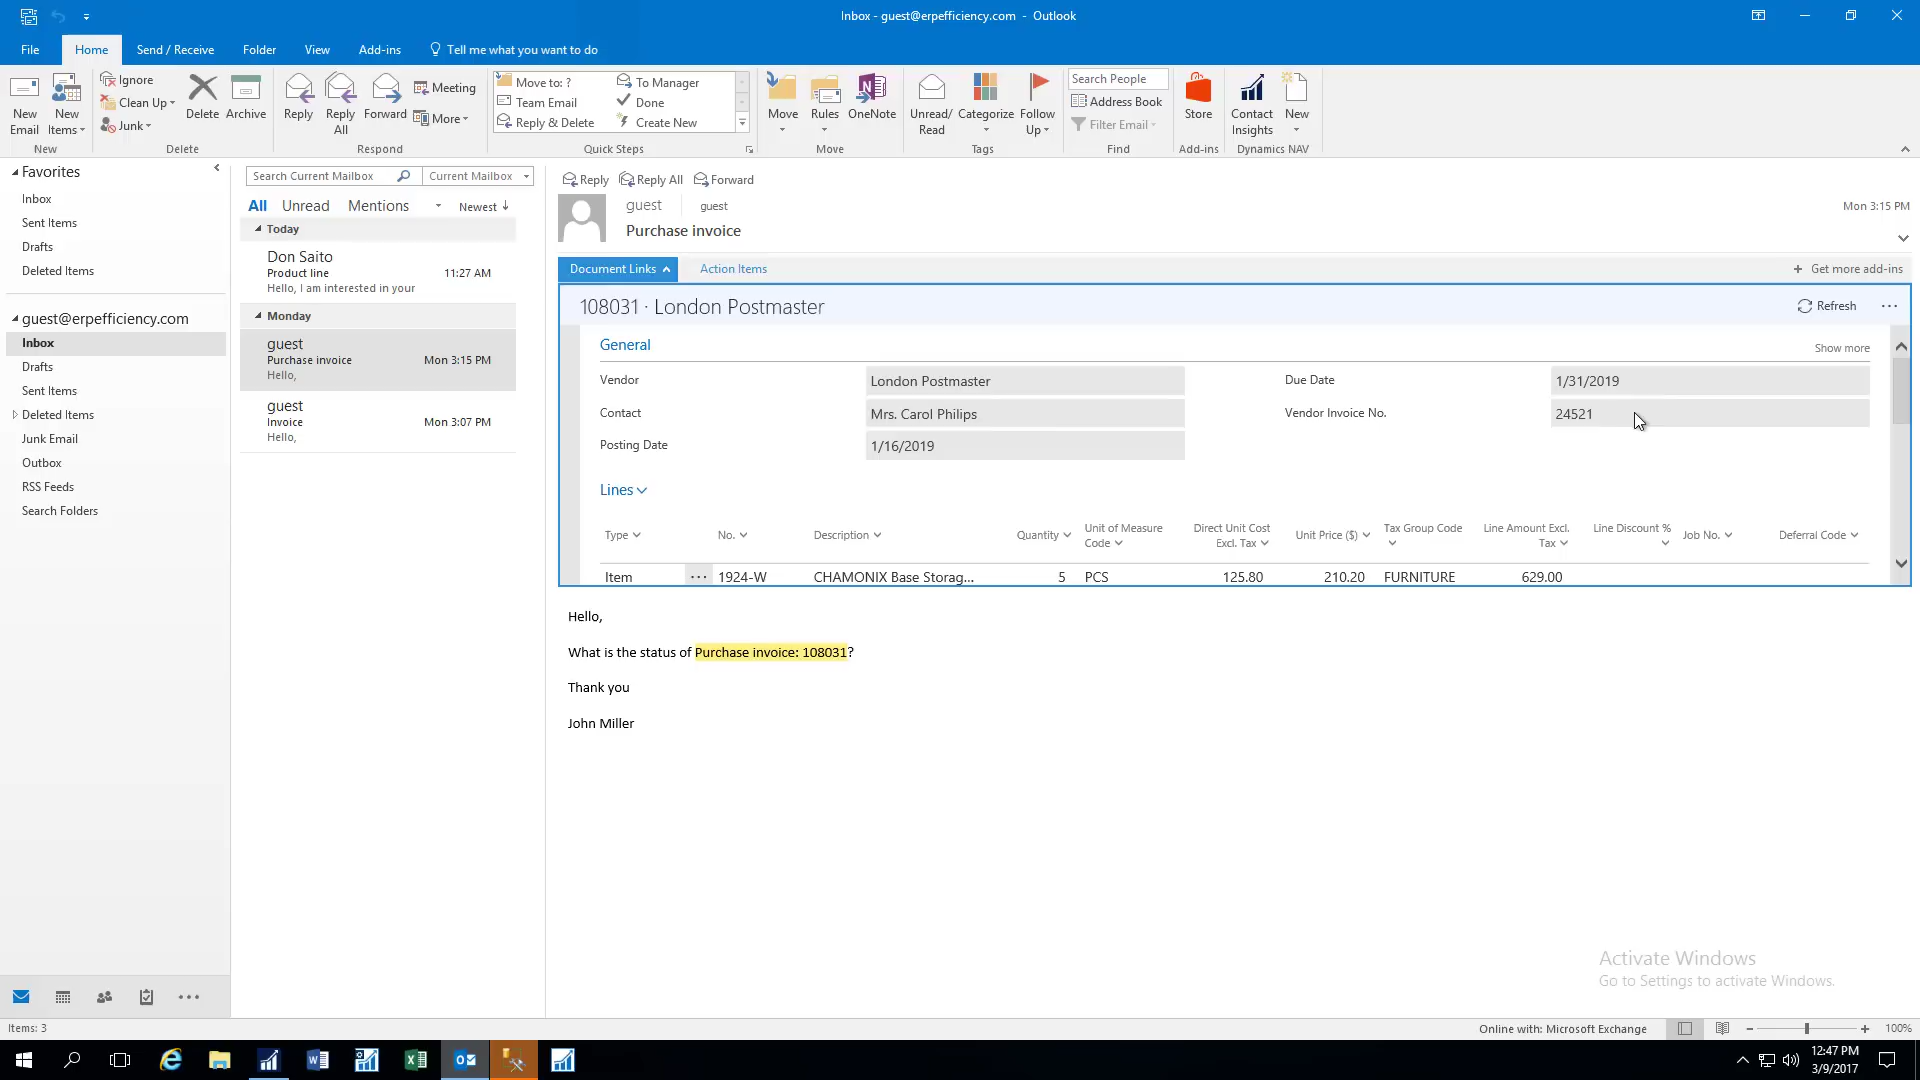 Inbox - guest@erpefficiency.com - Outlook
File Home Send / Receive Folder View Add-ins Tell me what you want to do
New Email
New Items
New
Ignore
Clean Up
Junk
Delete
Archive
Delete
Reply
Reply All
Forward
Meeting
More
Respond
Move to: ?
Team Email
Reply & Delete
To Manager
Done
Create New
Quick Steps
Move
Rules
OneNote
Move
Unread/ Read
Categorize
Follow Up
Tags
Search People
Address Book
Filter Email
Find
Store
Add-ins
Contact Insights
New
Dynamics NAV
Favorites
Inbox
Sent Items
Drafts
Deleted Items
guest@erpefficiency.com
Inbox
Drafts
Sent Items
Deleted Items
Junk Email
Outbox
RSS Feeds
Search Folders
Search Current Mailbox Current Mailbox
All Unread Mentions Newest
Today
Don Saito
Product line 11:27 AM
Hello, I am interested in your
Monday
guest
Purchase invoice Mon 3:15 PM
Hello,
guest
Invoice Mon 3:07 PM
Hello,
Reply Reply All Forward
guest guest
Mon 3:15 PM
Purchase invoice
Document Links Action Items + Get more add-ins
108031 · London Postmaster Refresh ···
General Show more
Vendor London Postmaster Due Date 1/31/2019
Contact Mrs. Carol Philips Vendor Invoice No. 24521
Posting Date 1/16/2019
Lines
Type No. Description Quantity Unit of Measure Code Direct Unit Cost Excl. Tax Unit Price ($) Tax Group Code Line Amount Excl. Tax Line Discount % Job No. Deferral Code
Item ··· 1924-W CHAMONIX Base Storag... 5 PCS 125.80 210.20 FURNITURE 629.00
Hello,
What is the status of Purchase invoice: 108031?
Thank you
John Miller
Activate Windows
Go to Settings to activate Windows.
Items: 3 Online with: Microsoft Exchange 100%
12:47 PM
3/9/2017